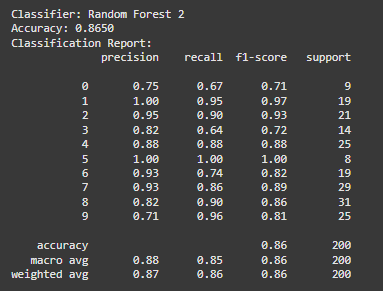 Classifier: Random Forest 2
Accuracy: 0.8650
Classification Report:
precision recall f1-score support
0 0.75 0.67 0.71 9
1 1.00 0.95 0.97 19
2 0.95 0.90 0.93 21
3 0.82 0.64 0.72 14
4 0.88 0.88 0.88 25
5 1.00 1.00 1.00 8
6 0.93 0.74 0.82 19
7 0.93 0.86 0.89 29
8 0.82 0.90 0.86 31
9 0.71 0.96 0.81 25
accuracy 0.86 200
macro avg 0.88 0.85 0.86 200
weighted avg 0.87 0.86 0.86 200